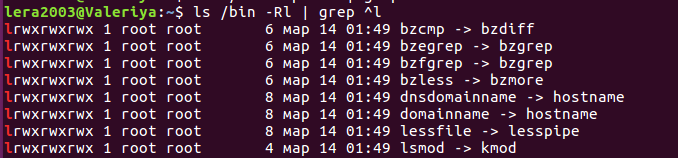 lera2003@Valeriya:~$ ls /bin -Rl | grep ^l
lrwxrwxrwx 1 root root       6 мар 14 01:49 bzcmp -> bzdiff
lrwxrwxrwx 1 root root       6 мар 14 01:49 bzegrep -> bzgrep
lrwxrwxrwx 1 root root       6 мар 14 01:49 bzfgrep -> bzgrep
lrwxrwxrwx 1 root root       6 мар 14 01:49 bzless -> bzmore
lrwxrwxrwx 1 root root       8 мар 14 01:49 dnsdomainname -> hostname
lrwxrwxrwx 1 root root       8 мар 14 01:49 domainname -> hostname
lrwxrwxrwx 1 root root       8 мар 14 01:49 lessfile -> lesspipe
lrwxrwxrwx 1 root root       4 мар 14 01:49 lsmod -> kmod